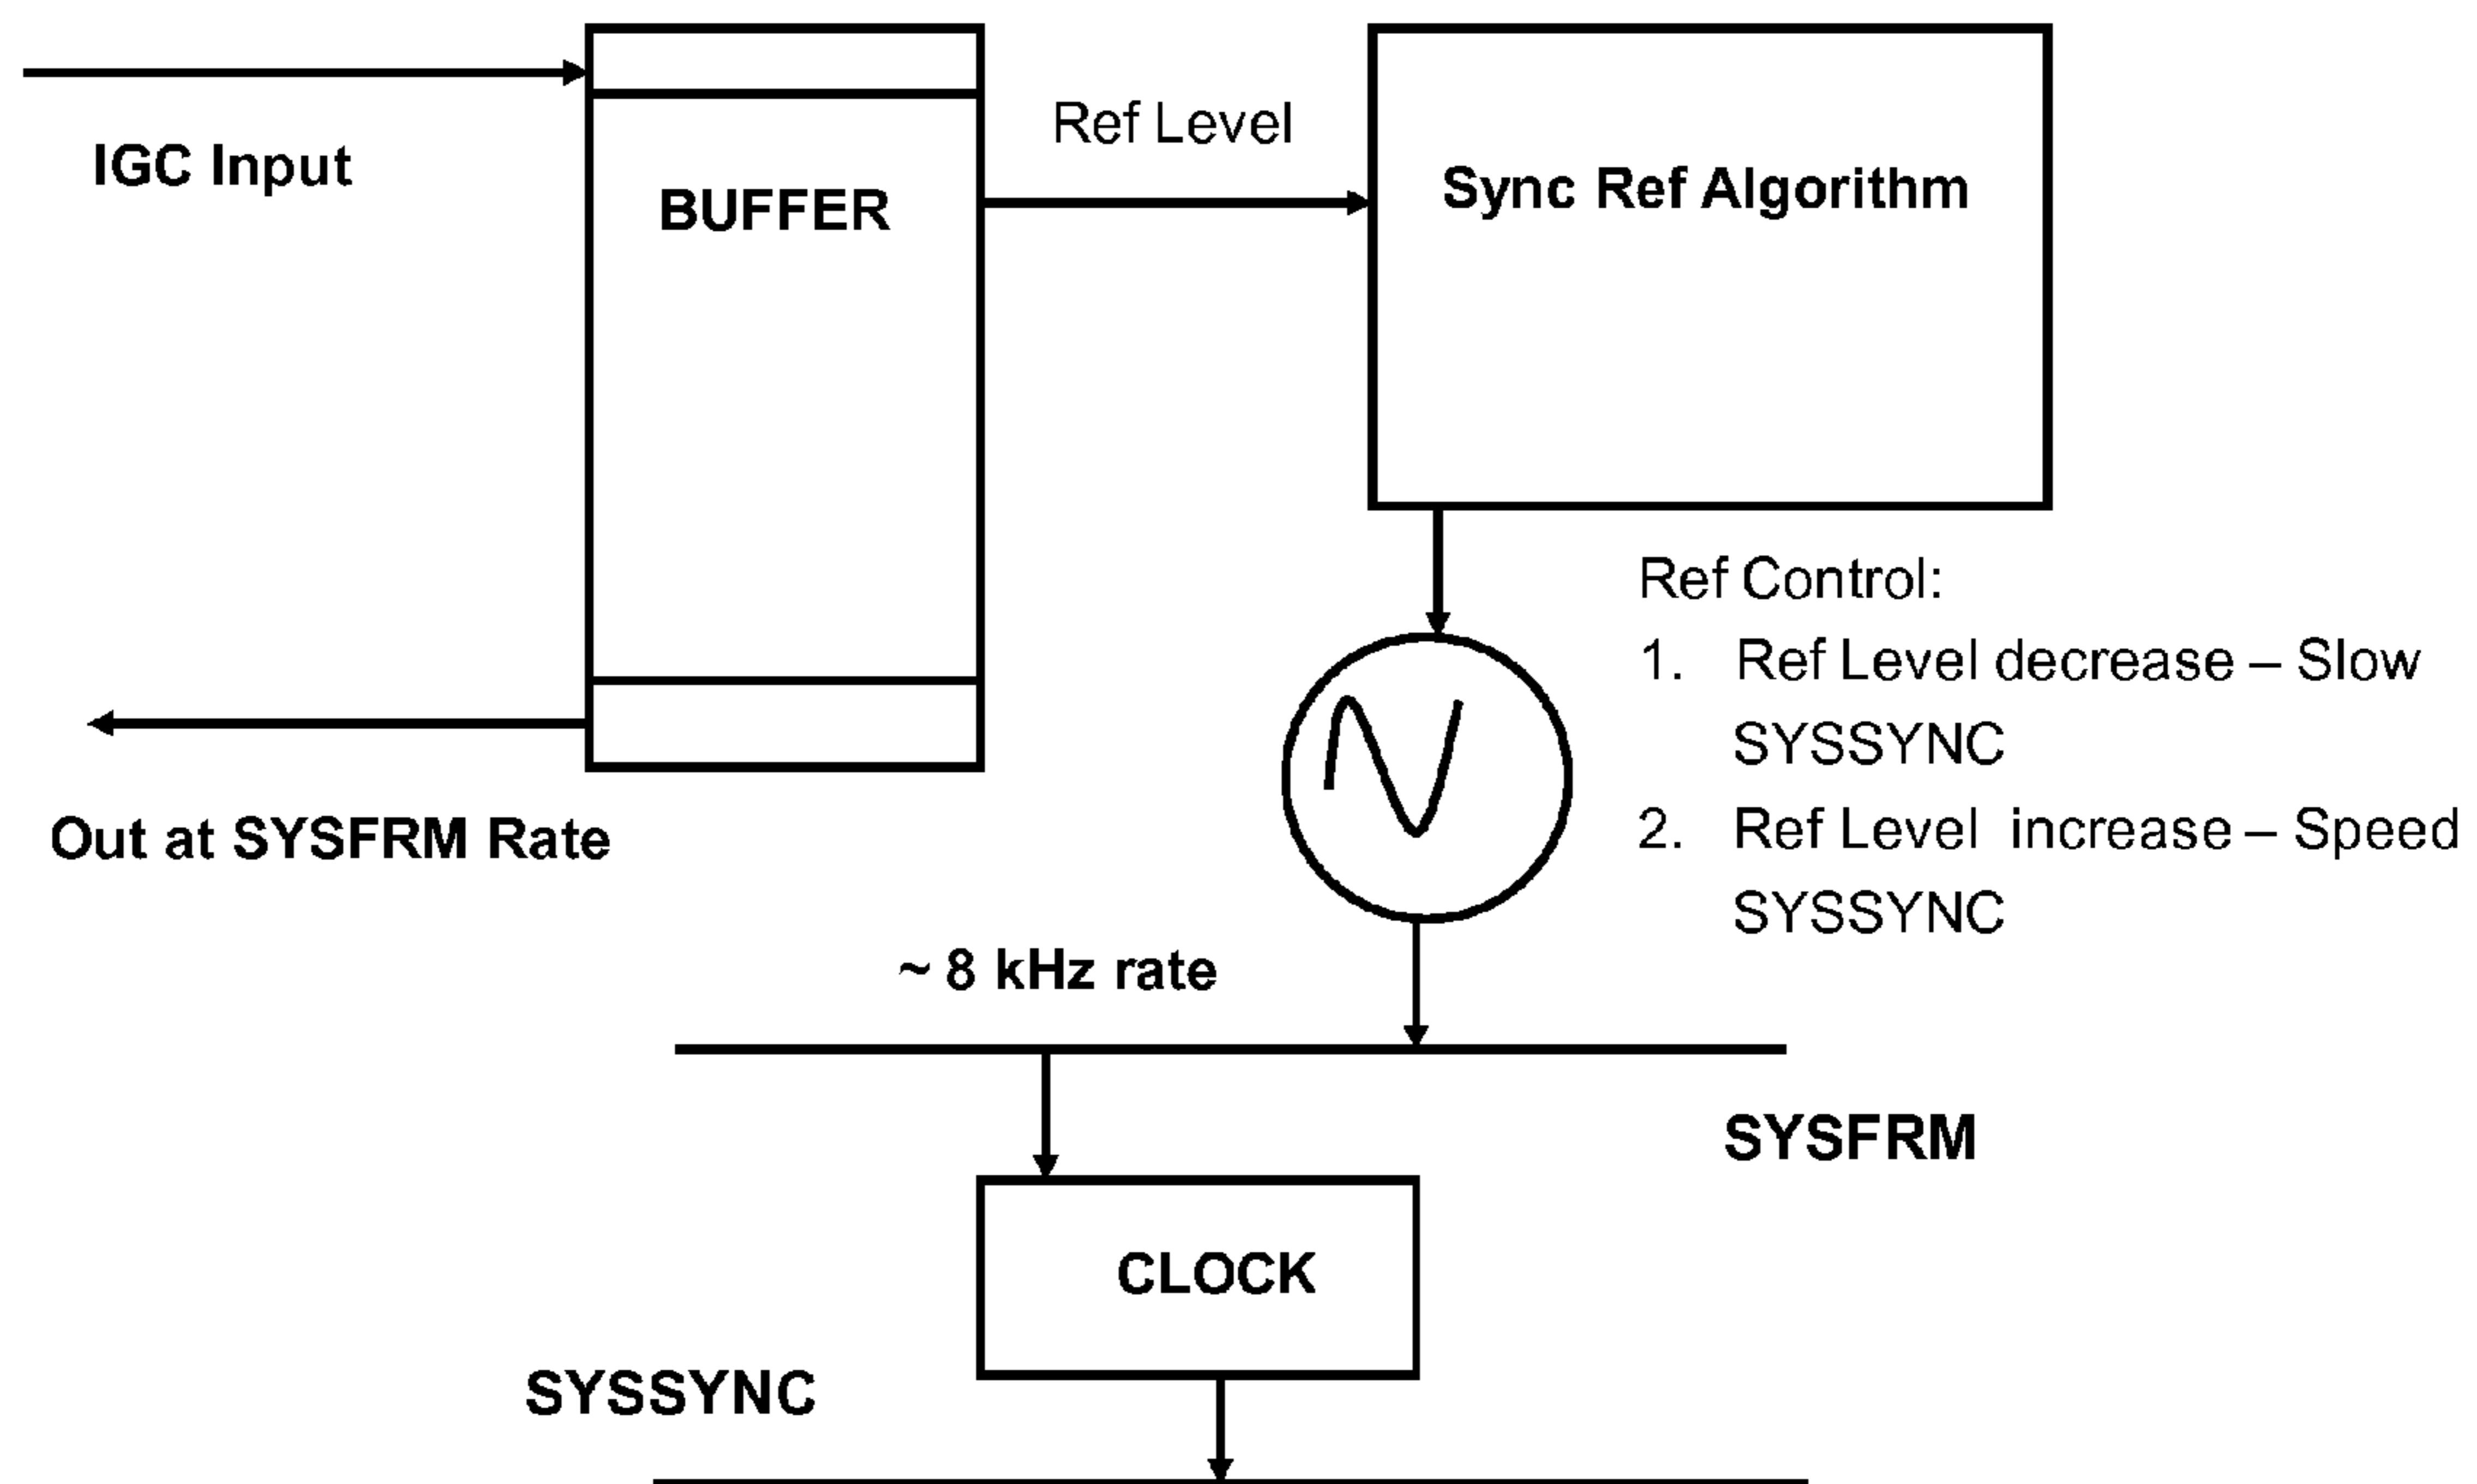 IGC Input
BUFFER
Ref Level
Sync Ref Algorithm
Ref Control:
1. Ref Level decrease – Slow
SYSSYNC
2. Ref Level increase – Speed
SYSSYNC
Out at SYSFRM Rate
~ 8 kHz rate
SYSFRM
CLOCK
SYSSYNC